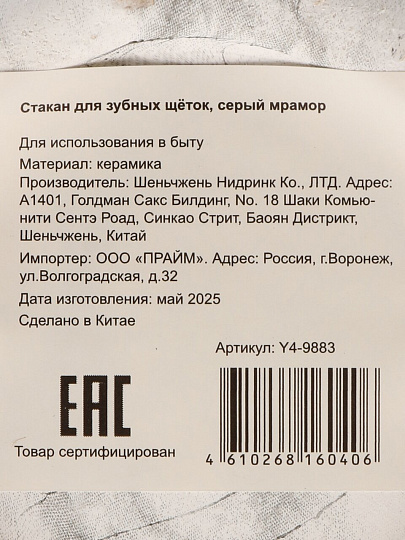 Стакан для зубных щёток, серый мрамор
Для использования в быту
Материал: керамика
Производитель: Шеньчжень Нидринк Ко., ЛТД. Адрес:
А1401, Голдман Сакс Билдинг, No. 18 Шаки Комью-
нити Сентэ Роад, Синкао Стрит, Баоян Дистрикт,
Шеньчжень, Китай
Импортер: ООО «ПРАЙМ». Адрес: Россия, г.Воронеж,
ул.Волгоградская, д.32
Дата изготовления: май 2025
Сделано в Китае
Артикул: Y4-9883
ЕАС
Товар сертифицирован
4 610268 160406